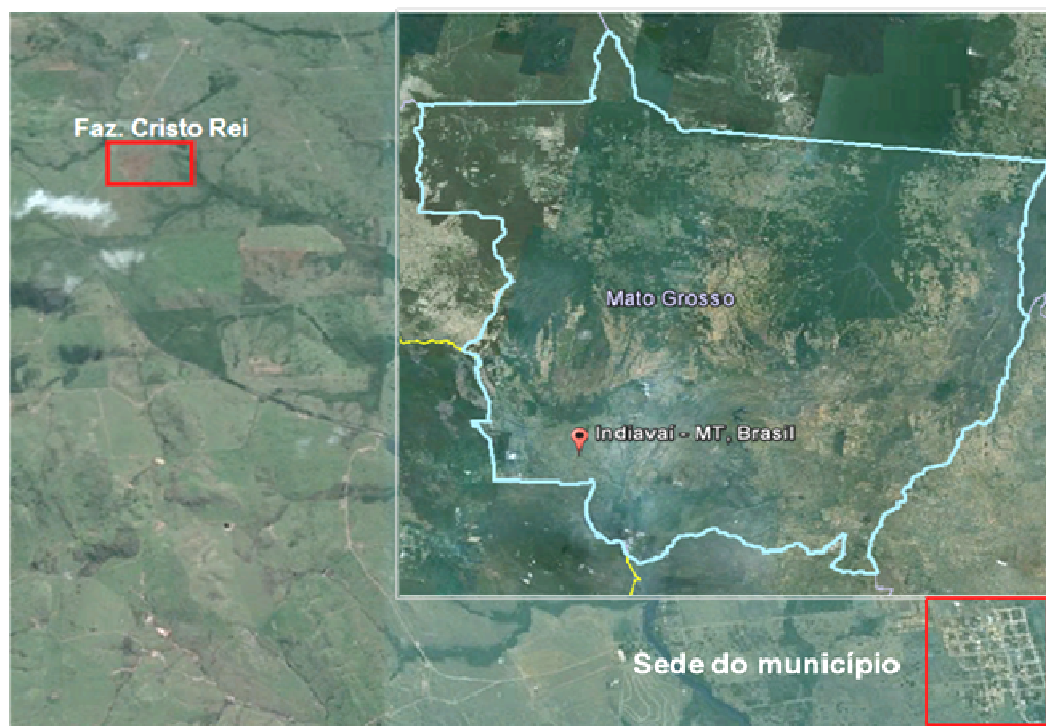 Faz. Cristo Rei
Mato Grosso
Indiavaí - MT, Brasil
Sede do município